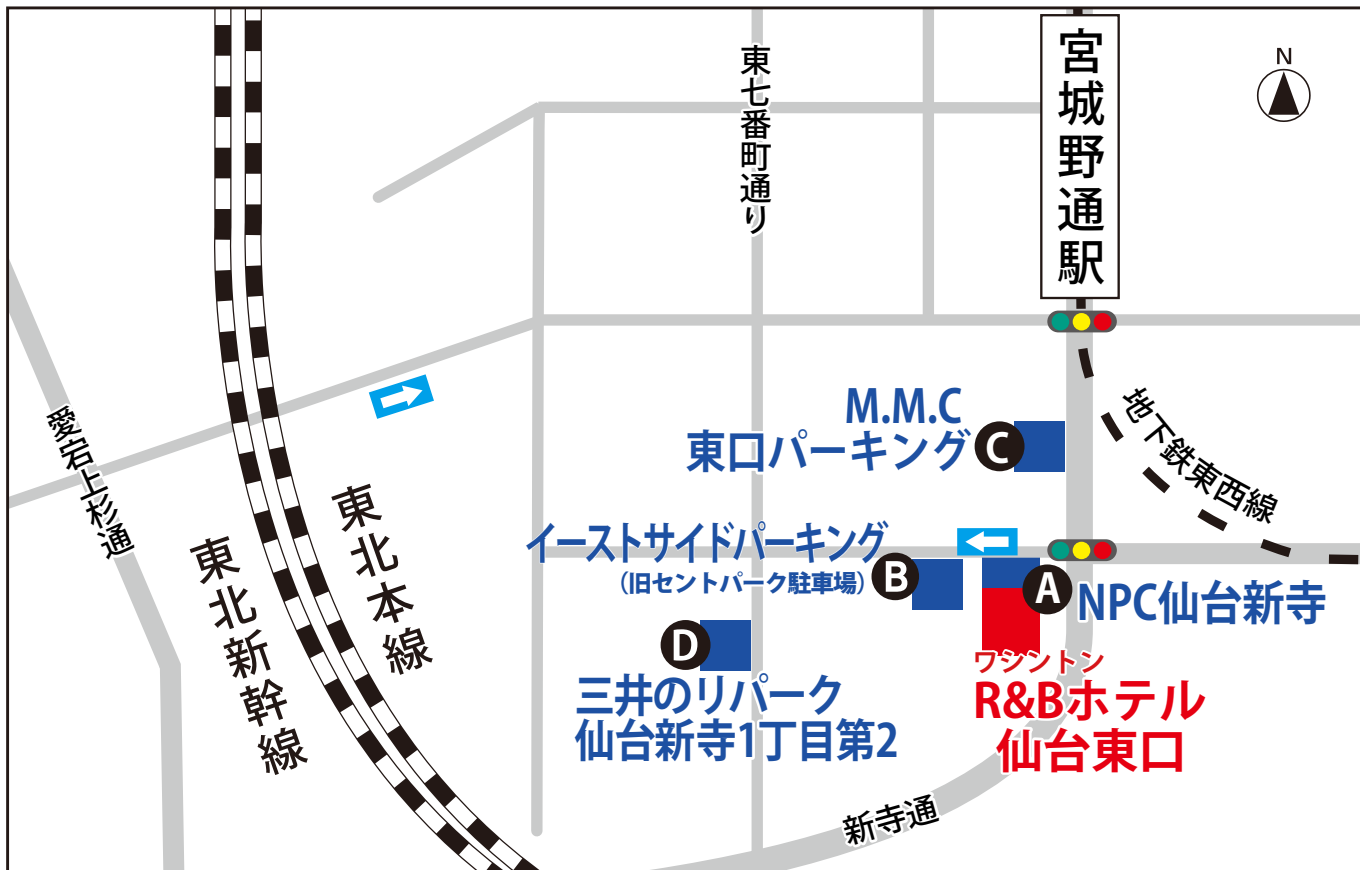 宮城野通駅
N
東七番町通り
愛宕上杉通
東北新幹線
東北本線
地下鉄東西線
M.M.C
東口パーキング
C
イーストサイドパーキング
(旧セントパーク駐車場)
B
A
NPC仙台新寺
D
三井のリパーク
仙台新寺1丁目第2
ワシントン
R&Bホテル
仙台東口
新寺通